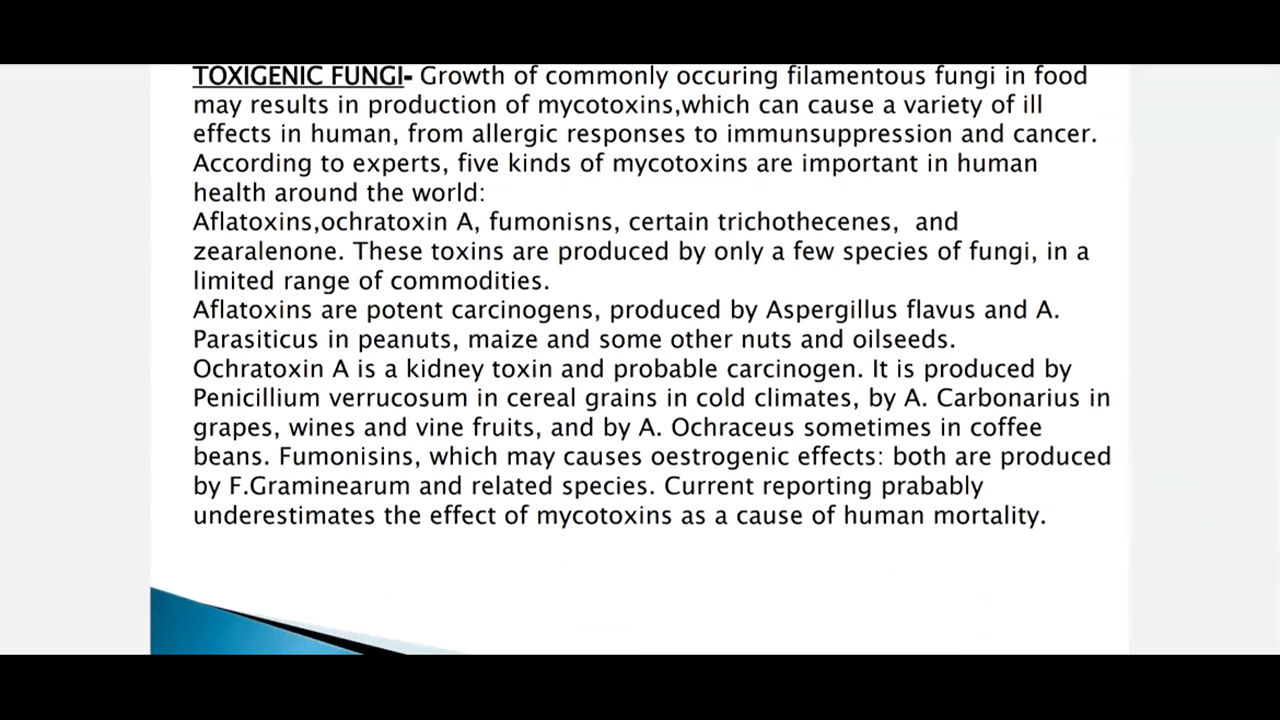 TOXIGENIC FUNGI- Growth of commonly occuring filamentous fungi in food
may results in production of mycotoxins,which can cause a variety of ill
effects in human, from allergic responses to immunsuppression and cancer.
According to experts, five kinds of mycotoxins are important in human
health around the world:
Aflatoxins,ochratoxin A, fumonisns, certain trichothecenes,  and
zearalenone. These toxins are produced by only a few species of fungi, in a
limited range of commodities.
Aflatoxins are potent carcinogens, produced by Aspergillus flavus and A.
Parasiticus in peanuts, maize and some other nuts and oilseeds.
Ochratoxin A is a kidney toxin and probable carcinogen. It is produced by
Penicillium verrucosum in cereal grains in cold climates, by A. Carbonarius in
grapes, wines and vine fruits, and by A. Ochraceus sometimes in coffee
beans. Fumonisins, which may causes oestrogenic effects: both are produced
by F.Graminearum and related species. Current reporting prabably
underestimates the effect of mycotoxins as a cause of human mortality.